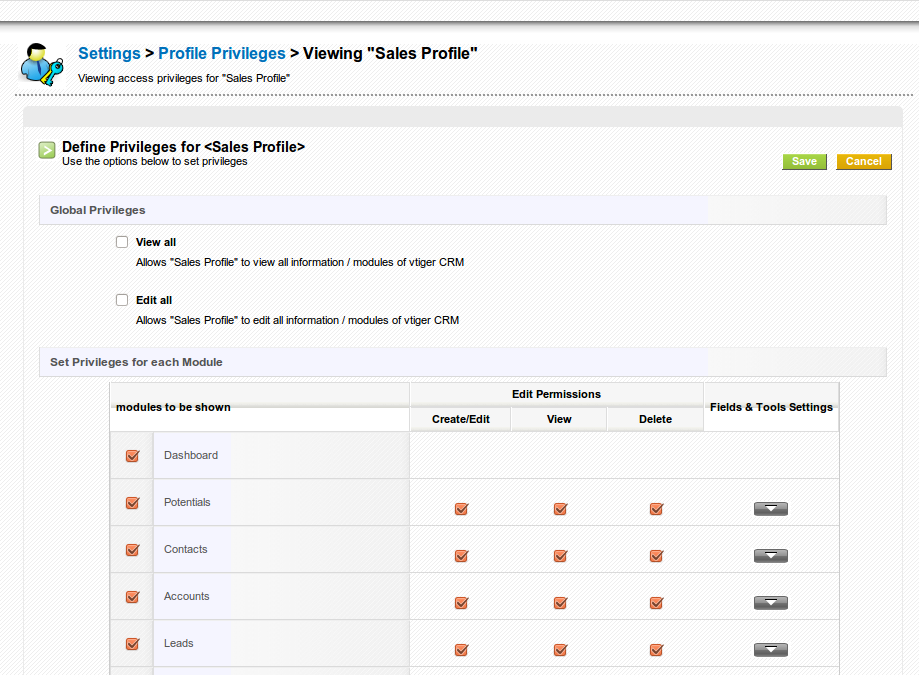 Settings > Profile Privileges > Viewing "Sales Profile"
Viewing access privileges for "Sales Profile"
Define Privileges for <Sales Profile>
Use the options below to set privileges
Save Cancel
Global Privileges
View all
Allows "Sales Profile" to view all information / modules of vtiger CRM
Edit all
Allows "Sales Profile" to edit all information / modules of vtiger CRM
Set Privileges for each Module
modules to be shown
Edit Permissions
Fields & Tools Settings
Create/Edit View Delete
Dashboard
Potentials
Contacts
Accounts
Leads